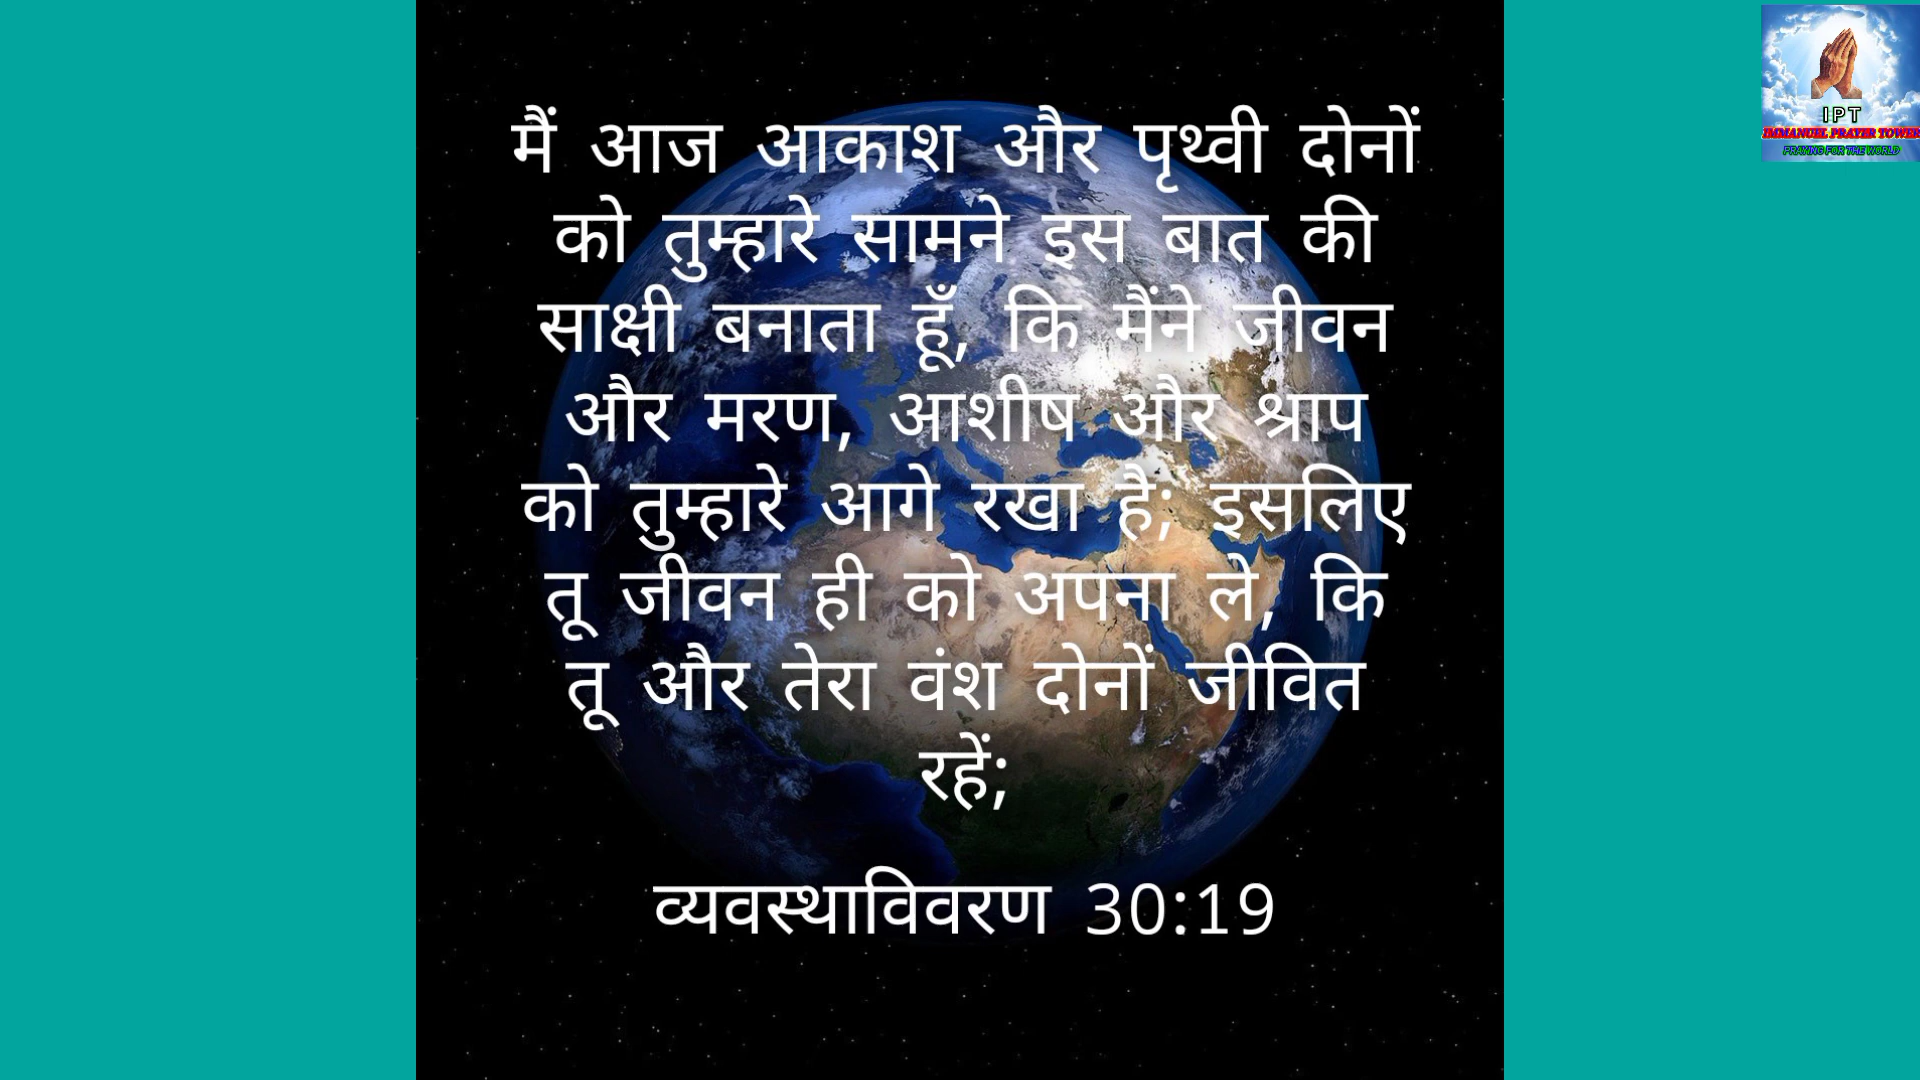 मैं आज आकाश और पृथ्वी दोनों
को तुम्हारे सामने इस बात की
साक्षी बनाता हूँ, कि मैंने जीवन
और मरण, आशीष और श्राप
को तुम्हारे आगे रखा है; इसलिए
तू जीवन ही को अपना ले, कि
तू और तेरा वंश दोनों जीवित
रहें;
व्यवस्थाविवरण 30:19
IPT
IMMANUEL PRAYER TOWER
PRAYING FOR THE WORLD